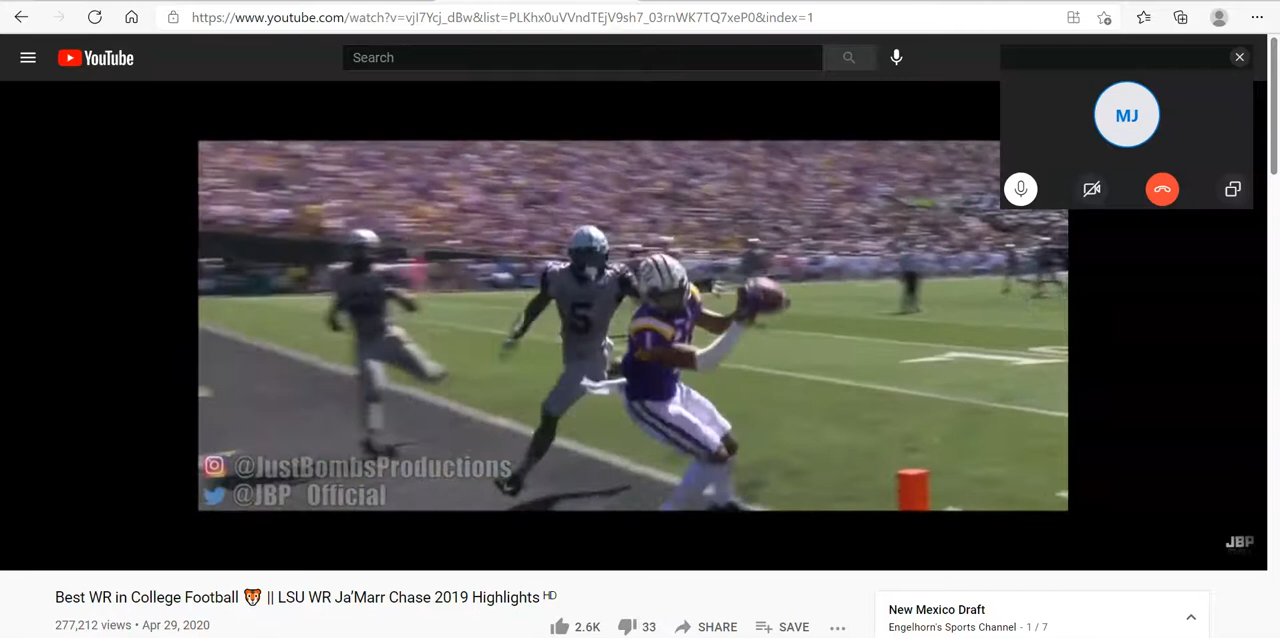 https://www.youtube.com/watch?v=vjI7Ycj_dBw&list=PLKhx0uVVndTEjV9sh7_03rnWK7TQ7xeP0&index=1
YouTube
Search
MJ
5
1
@JustBombsProductions
@JBP_Official
JBP
Best WR in College Football 🐯 || LSU WR Ja'Marr Chase 2019 Highlights HD
277,212 views • Apr 29, 2020
2.6K
33
SHARE
SAVE
New Mexico Draft
Engelhorn's Sports Channel - 1 / 7